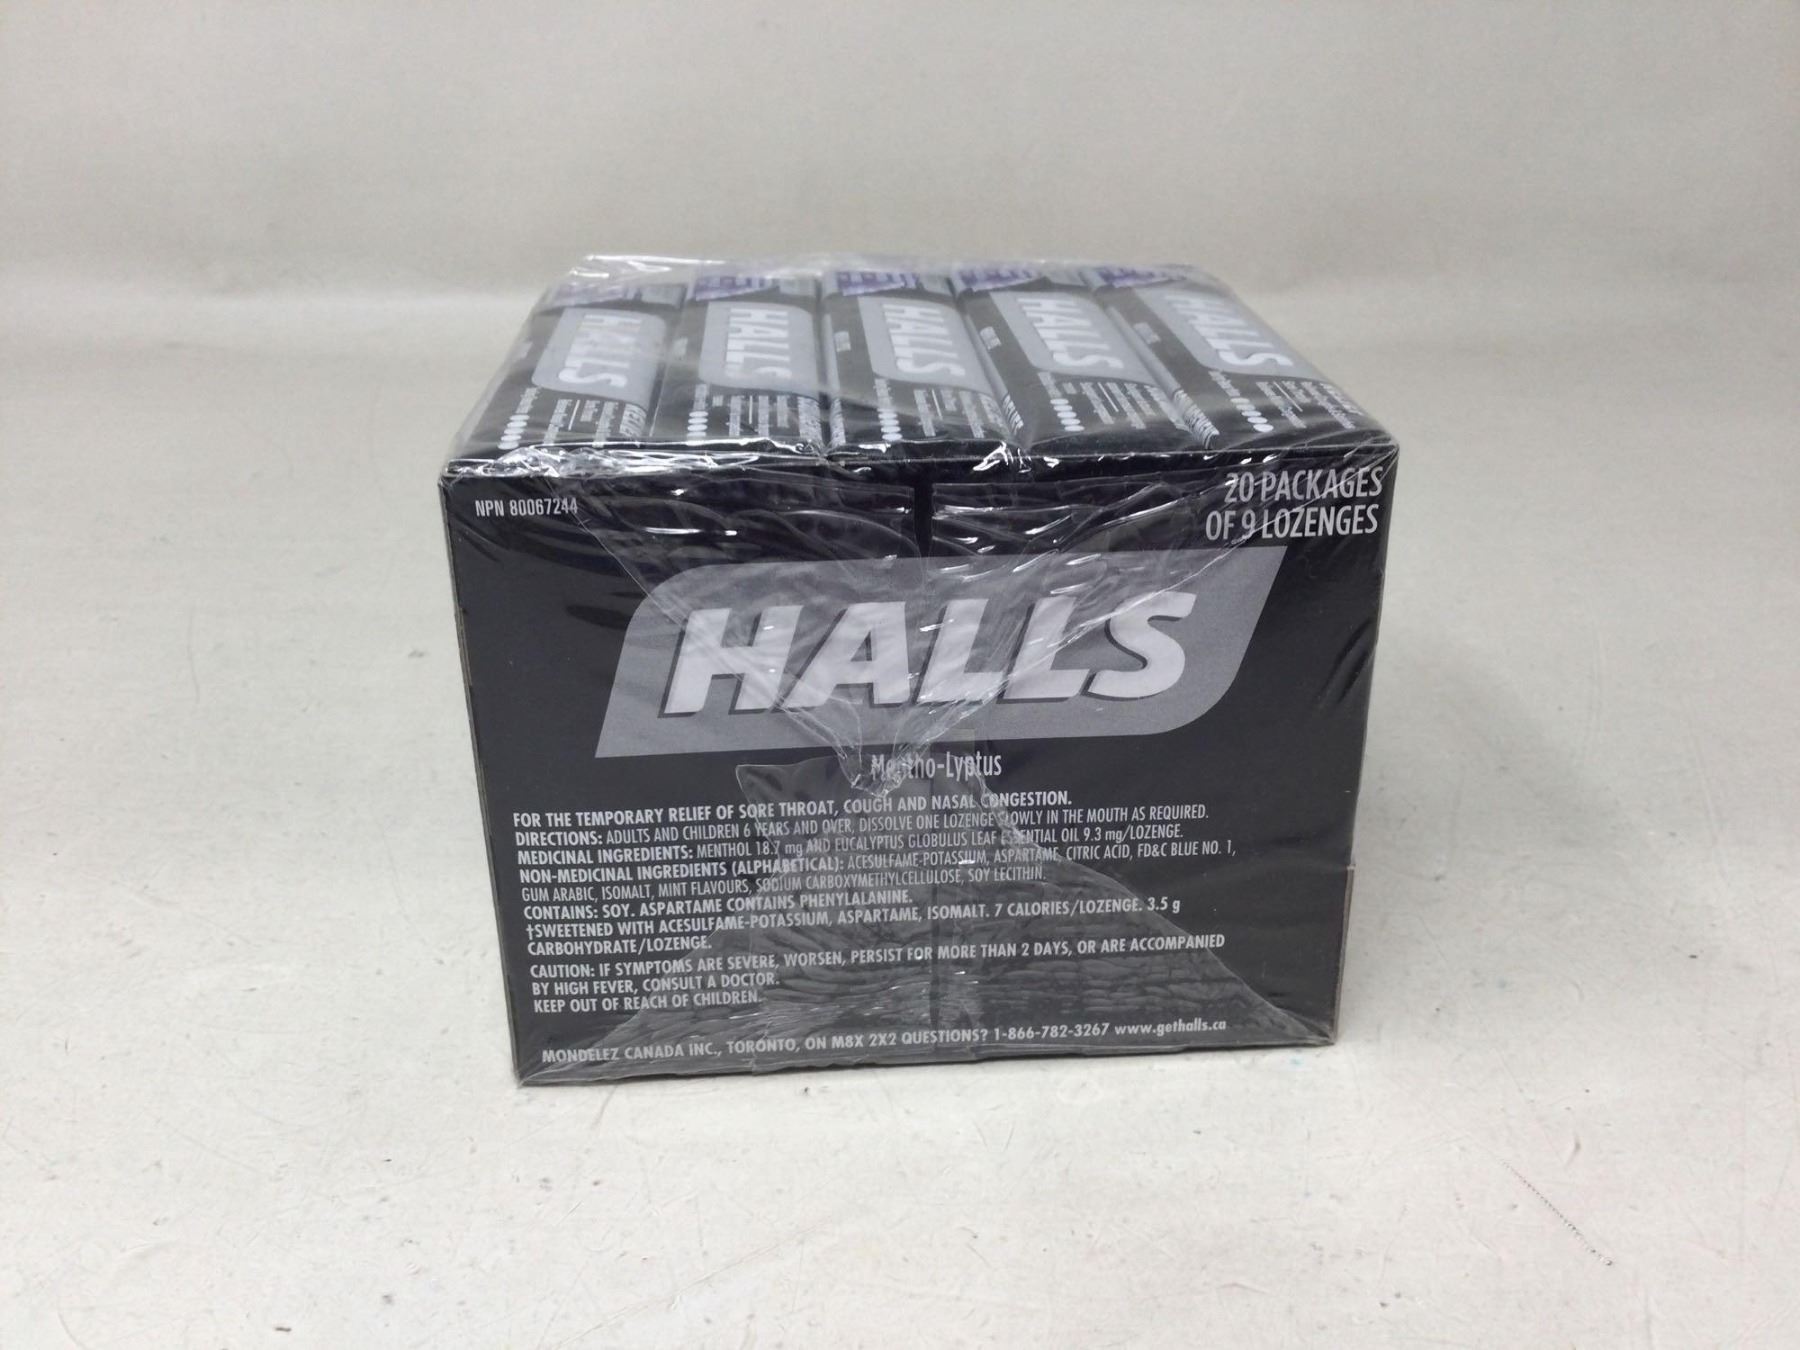 HALLS HALLS HALLS HALLS HALLS
NPN 80067244
20 PACKAGES
OF 9 LOZENGES
HALLS
Mentho-Lyptus
FOR THE TEMPORARY RELIEF OF SORE THROAT, COUGH AND NASAL CONGESTION.
DIRECTIONS: ADULTS AND CHILDREN 6 YEARS AND OVER, DISSOLVE ONE LOZENGE SLOWLY IN THE MOUTH AS REQUIRED.
MEDICINAL INGREDIENTS: MENTHOL 18.7 mg AND EUCALYPTUS GLOBULUS LEAF ESSENTIAL OIL 9.3 mg/LOZENGE.
NON-MEDICINAL INGREDIENTS (ALPHABETICAL): ACESULFAME-POTASSIUM, ASPARTAME, CITRIC ACID, FD&C BLUE NO. 1,
GUM ARABIC, ISOMALT, MINT FLAVOURS, SODIUM CARBOXYMETHYLCELLULOSE, SOY LECITHIN.
CONTAINS: SOY. ASPARTAME CONTAINS PHENYLALANINE.
†SWEETENED WITH ACESULFAME-POTASSIUM, ASPARTAME, ISOMALT. 7 CALORIES/LOZENGE. 3.5 g
CARBOHYDRATE/LOZENGE.
CAUTION: IF SYMPTOMS ARE SEVERE, WORSEN, PERSIST FOR MORE THAN 2 DAYS, OR ARE ACCOMPANIED
BY HIGH FEVER, CONSULT A DOCTOR.
KEEP OUT OF REACH OF CHILDREN.
MONDELEZ CANADA INC., TORONTO, ON M8X 2X2 QUESTIONS? 1-866-782-3267 www.gethalls.ca